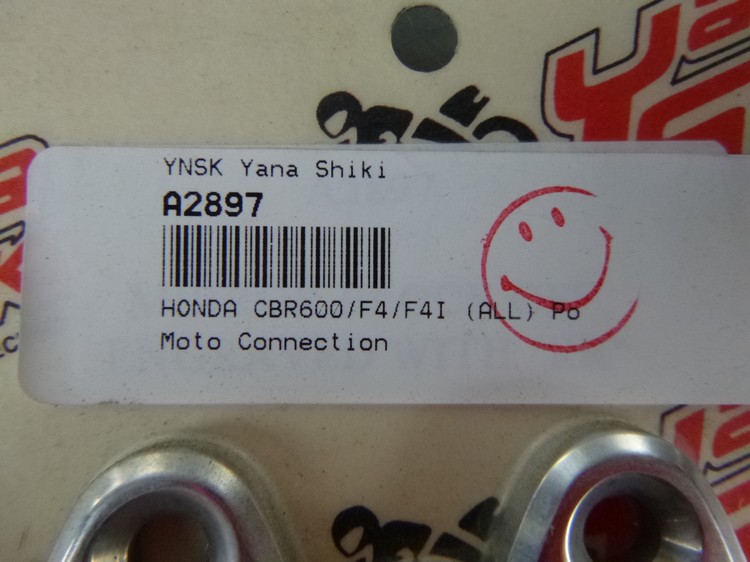 YNSK Yana Shiki
A2897
HONDA CBR600/F4/F4I (ALL) Po
Moto Connection